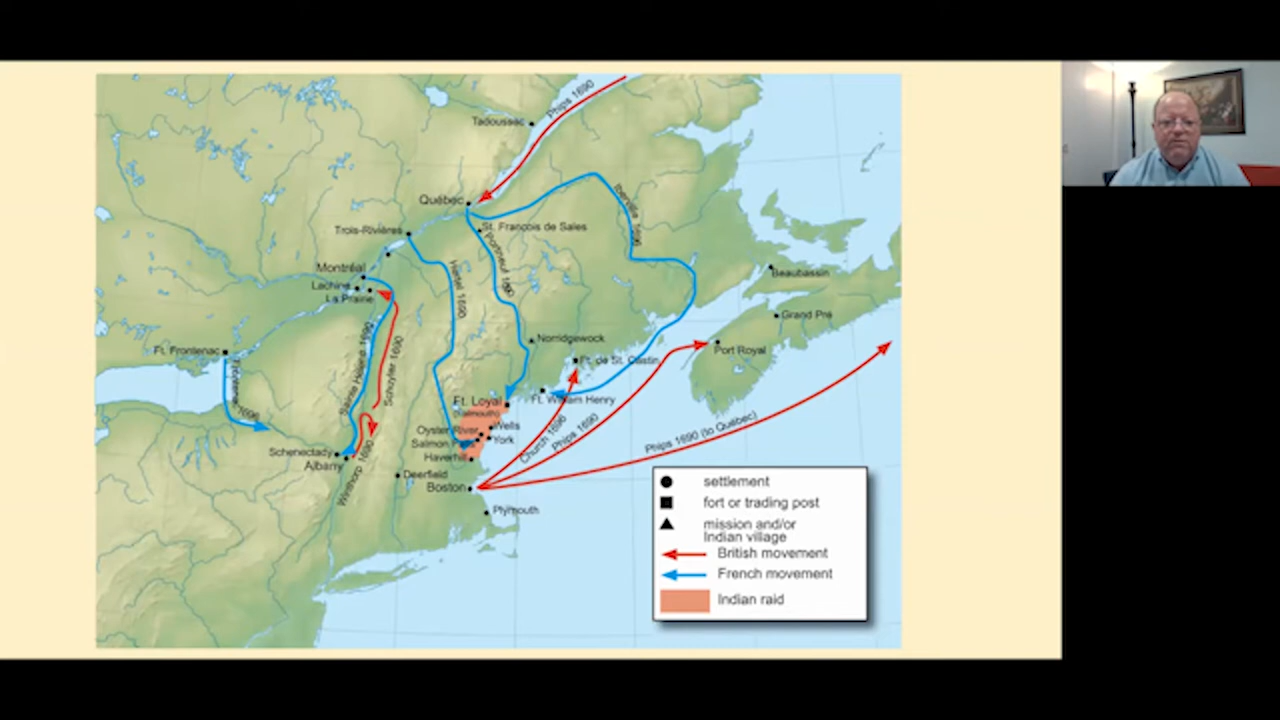 Phips 1690
Tadoussac
Québec
St. François de Sales
Trois-Rivières
Iberville 1696
Portneuf 1690
Hertel 1690
Montréal
Lachine
La Prairie
Beaubassin
Grand Pré
Norridgewock
Port Royal
Ft. Frontenac
Ft. de St. Castin
Frontenac 1696
Sainte Helene 1690
Schuyler 1690
Ft. Loyal
(Falmouth)
Ft. William Henry
Oyster River
Wells
Salmon Falls
York
Haverhill
Church 1696
Phips 1690
Phips 1690 (to Québec)
Schenectady
Albany
Winthrop 1690
Deerfield
Boston
Plymouth
settlement
fort or trading post
mission and/or
Indian village
British movement
French movement
Indian raid